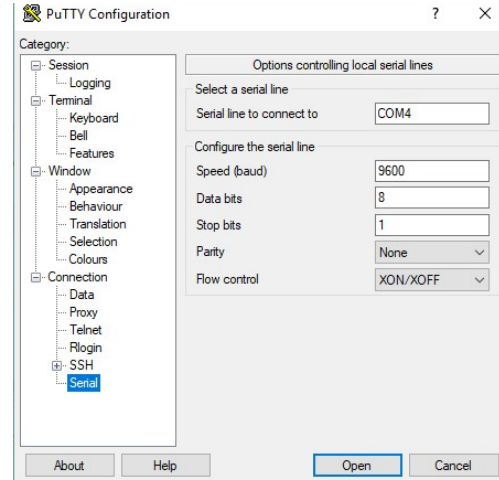 PuTTY Configuration ? ×
Category:
Session
Logging
Terminal
Keyboard
Bell
Features
Window
Appearance
Behaviour
Translation
Selection
Colours
Connection
Data
Proxy
Telnet
Rlogin
SSH
Serial
Options controlling local serial lines
Select a serial line
Serial line to connect to COM4
Configure the serial line
Speed (baud) 9600
Data bits 8
Stop bits 1
Parity None
Flow control XON/XOFF
About Help Open Cancel